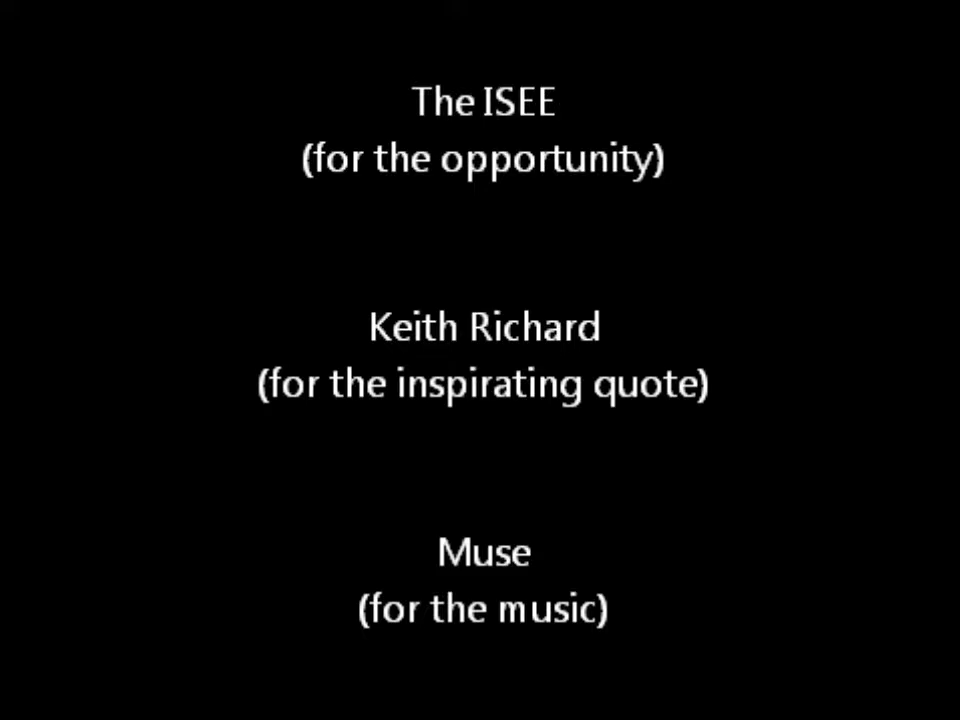 The ISEE
(for the opportunity)
Keith Richard
(for the inspirating quote)
Muse
(for the music)